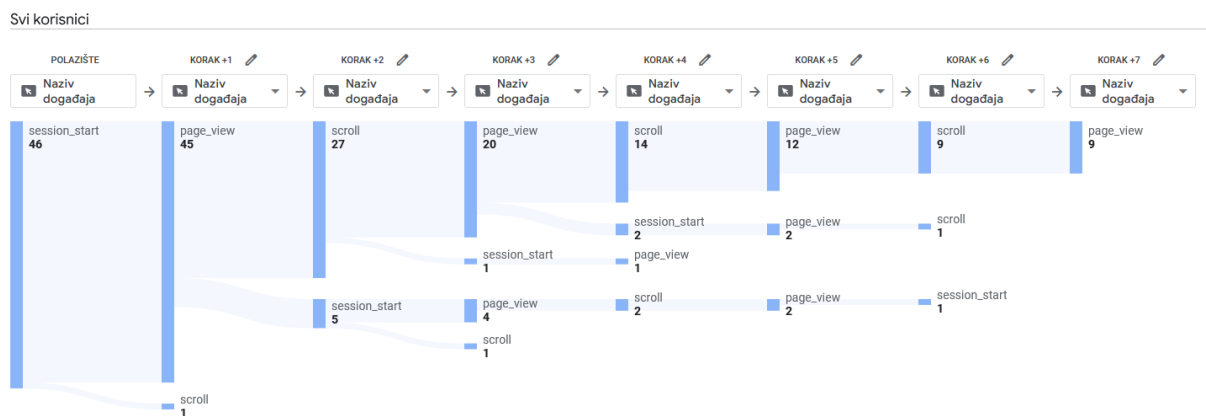 Svi korisnici
POLAZIŠTE
KORAK +1
KORAK +2
KORAK +3
KORAK +4
KORAK +5
KORAK +6
KORAK +7
Naziv
događaja
Naziv
događaja
Naziv
događaja
Naziv
događaja
Naziv
događaja
Naziv
događaja
Naziv
događaja
Naziv
događaja
session_start
46
page_view
45
scroll
27
page_view
20
scroll
14
page_view
12
scroll
9
page_view
9
session_start
2
page_view
2
scroll
1
session_start
1
page_view
1
session_start
5
page_view
4
scroll
2
page_view
2
session_start
1
scroll
1
scroll
1